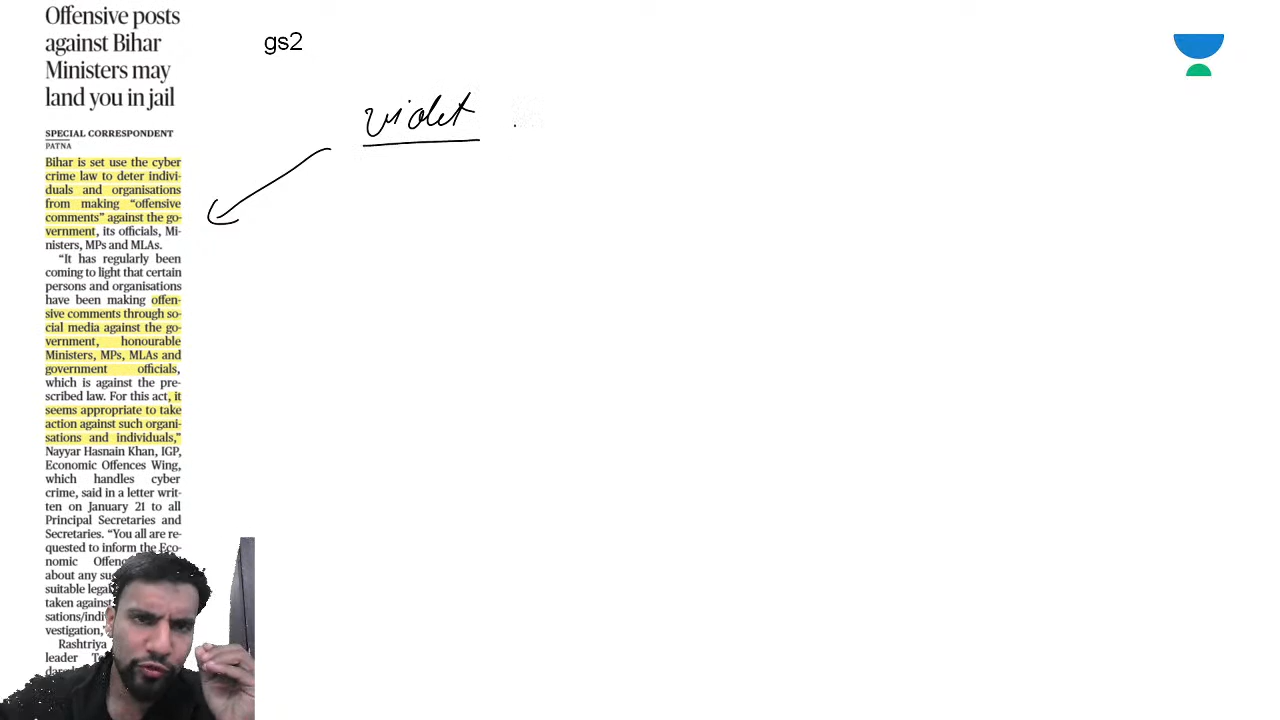 Offensive posts
against Bihar
Ministers may
land you in jail
SPECIAL CORRESPONDENT
PATNA
Bihar is set use the cyber
crime law to deter indivi-
duals and organisations
from making “offensive
comments” against the go-
vernment, its officials, Mi-
nisters, MPs and MLAs.
“It has regularly been
coming to light that certain
persons and organisations
have been making offen-
sive comments through so-
cial media against the go-
vernment, honourable
Ministers, MPs, MLAs and
government officials,
which is against the pre-
scribed law. For this act, it
seems appropriate to take
action against such organi-
sations and individuals,”
Nayyar Hasnain Khan, IGP,
Economic Offences Wing,
which handles cyber
crime, said in a letter writ-
ten on January 21 to all
Principal Secretaries and
Secretaries. “You all are re-
quested to inform the Eco-
nomic
about any
suitable
taken against
vestigation,
Rashtriya
leader
gs2
violet